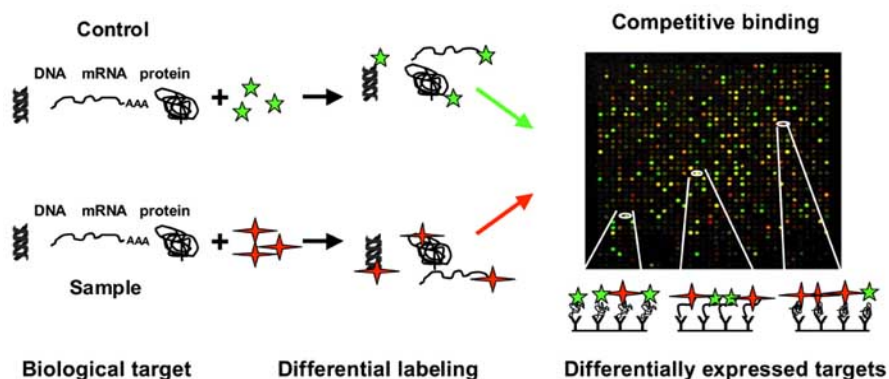 Control
DNA mRNA protein
AAA
Competitive binding
DNA mRNA protein
AAA
Sample
Biological target
Differential labeling
Differentially expressed targets